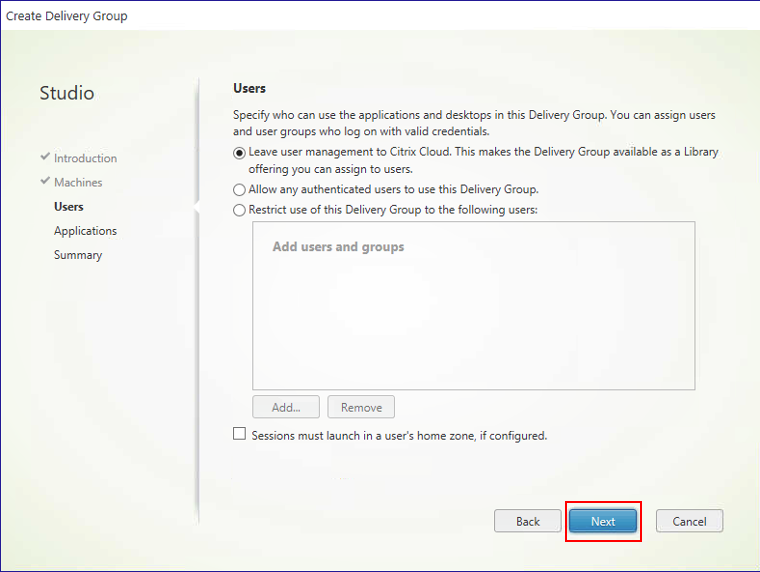 Create Delivery Group
Studio
Introduction
Machines
Users
Applications
Summary
Users
Specify who can use the applications and desktops in this Delivery Group. You can assign users
and user groups who log on with valid credentials.
Leave user management to Citrix Cloud. This makes the Delivery Group available as a Library
offering you can assign to users.
Allow any authenticated users to use this Delivery Group.
Restrict use of this Delivery Group to the following users:
Add users and groups
Add...
Remove
Sessions must launch in a user's home zone, if configured.
Back
Next
Cancel